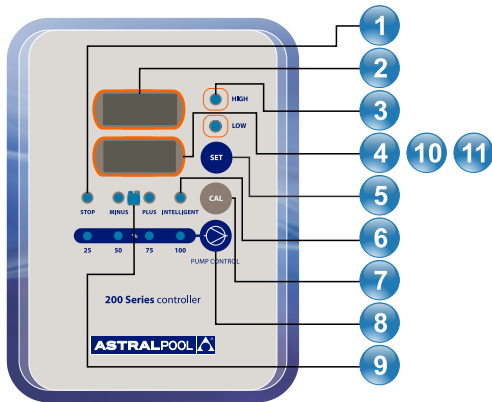 1
2
HIGH
3
LOW
4 10 11
SET
5
STOP MINUS PLUS INTELLIGENT
CAL
6
%
25 50 75 100
7
PUMP CONTROL
8
200 Series controller
ASTRALPOOL
9